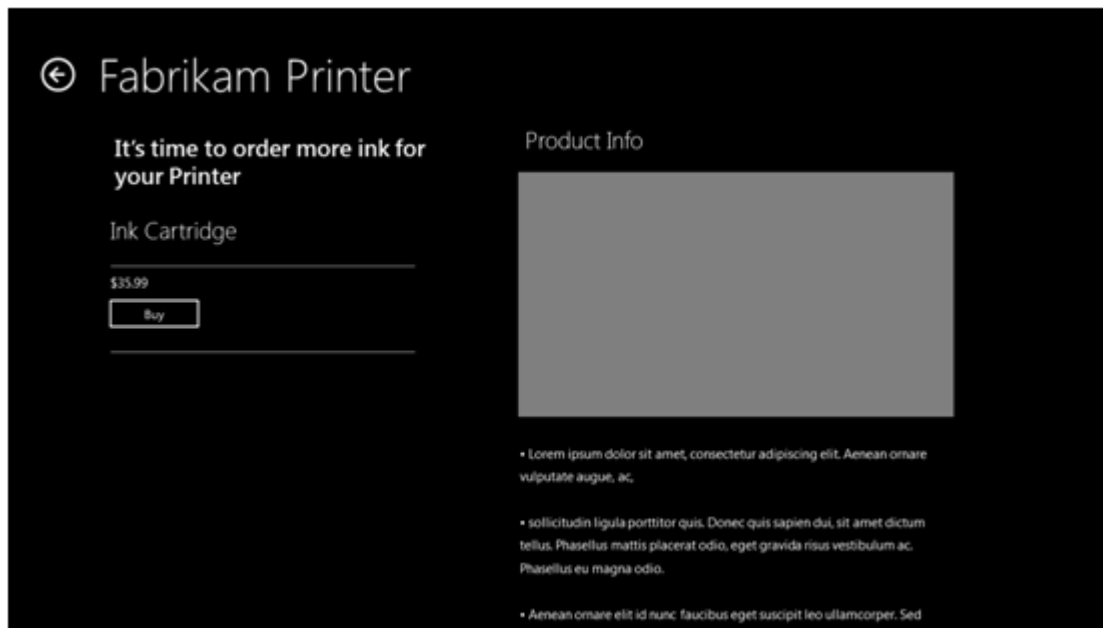 Fabrikam Printer
It's time to order more ink for
your Printer
Ink Cartridge
$35.99
Buy
Product Info
• Lorem ipsum dolor sit amet, consectetur adipiscing elit. Aenean ornare
vulputate augue, ac,
• sollicitudin ligula porttitor quis. Donec quis sapien dui, sit amet dictum
tellus. Phasellus mattis placerat odio, eget gravida risus vestibulum ac.
Phasellus eu magna odio.
• Aenean ornare elit id nunc faucibus eget suscipit leo ullamcorper. Sed